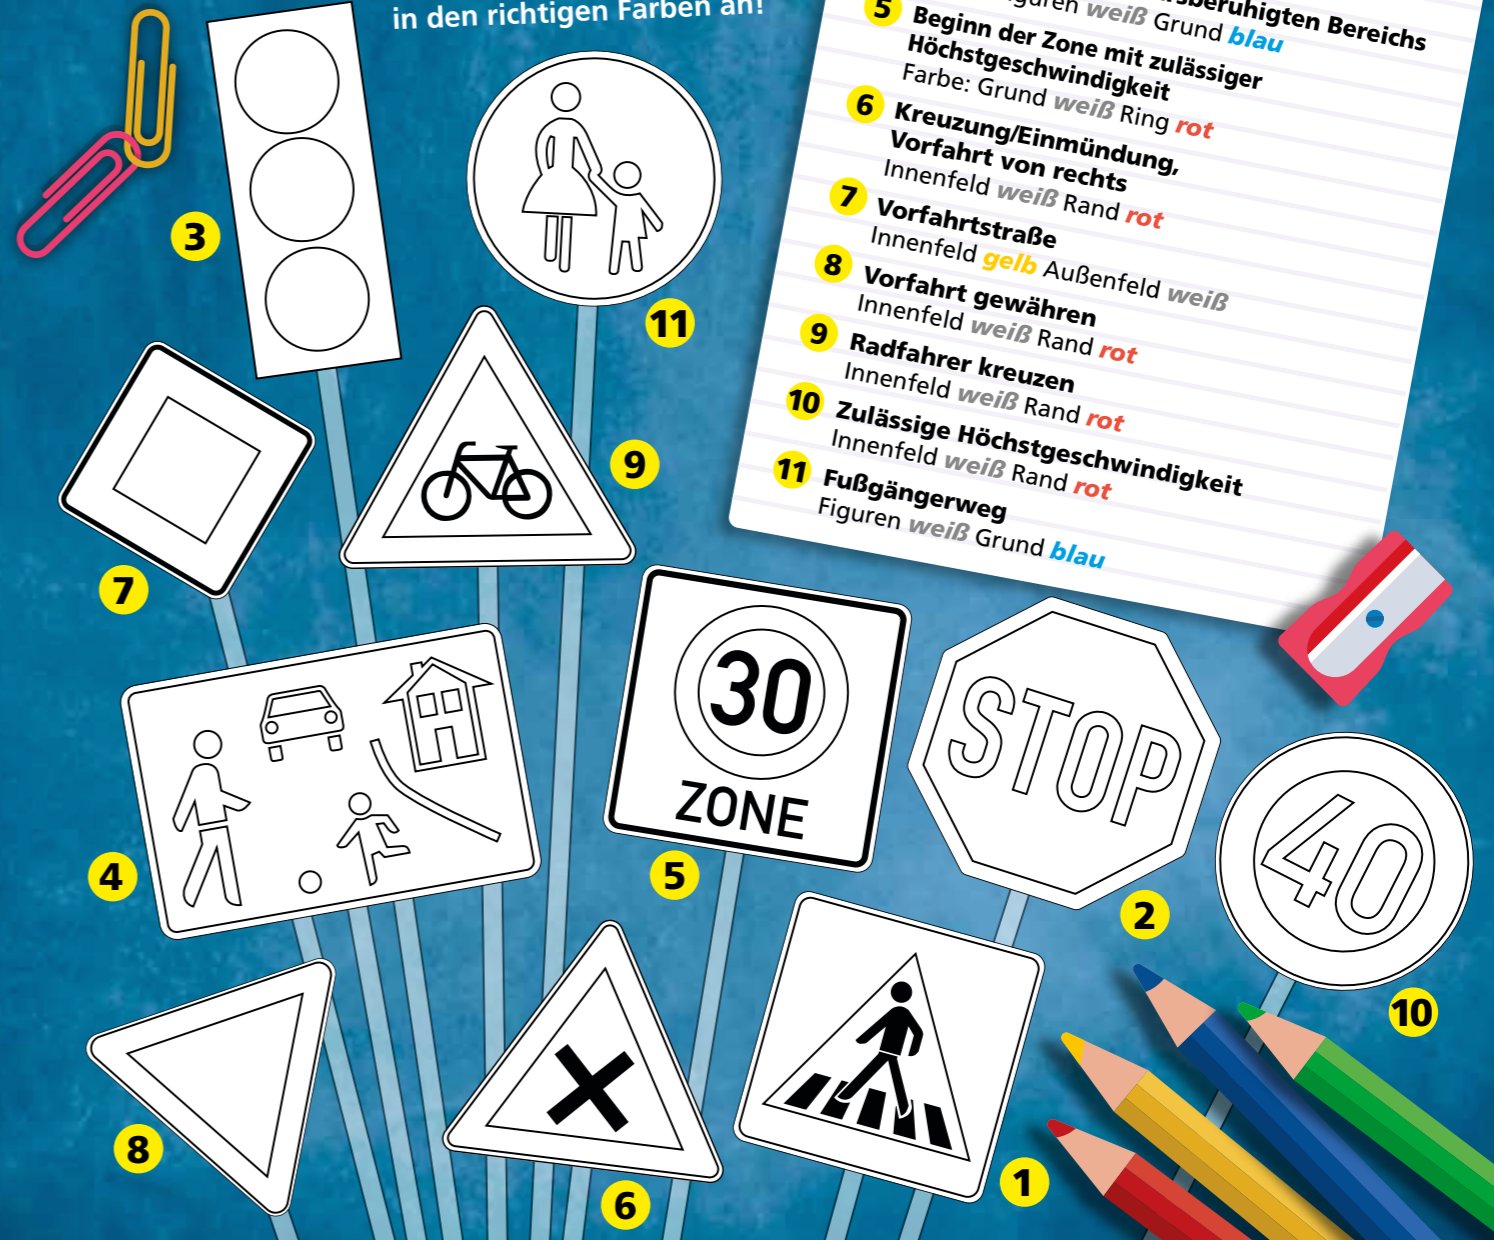 in den richtigen Farben an!
rsberuhigten Bereichs
guren weiß Grund blau
5 Beginn der Zone mit zulässiger
Höchstgeschwindigkeit
Farbe: Grund weiß Ring rot
6 Kreuzung/Einmündung,
Vorfahrt von rechts
Innenfeld weiß Rand rot
7 Vorfahrtstraße
Innenfeld gelb Außenfeld weiß
8 Vorfahrt gewähren
Innenfeld weiß Rand rot
9 Radfahrer kreuzen
Innenfeld weiß Rand rot
10 Zulässige Höchstgeschwindigkeit
Innenfeld weiß Rand rot
11 Fußgängerweg
Figuren weiß Grund blau
3
11
9
7
30
ZONE
STOP
40
4
5
2
10
8
6
1